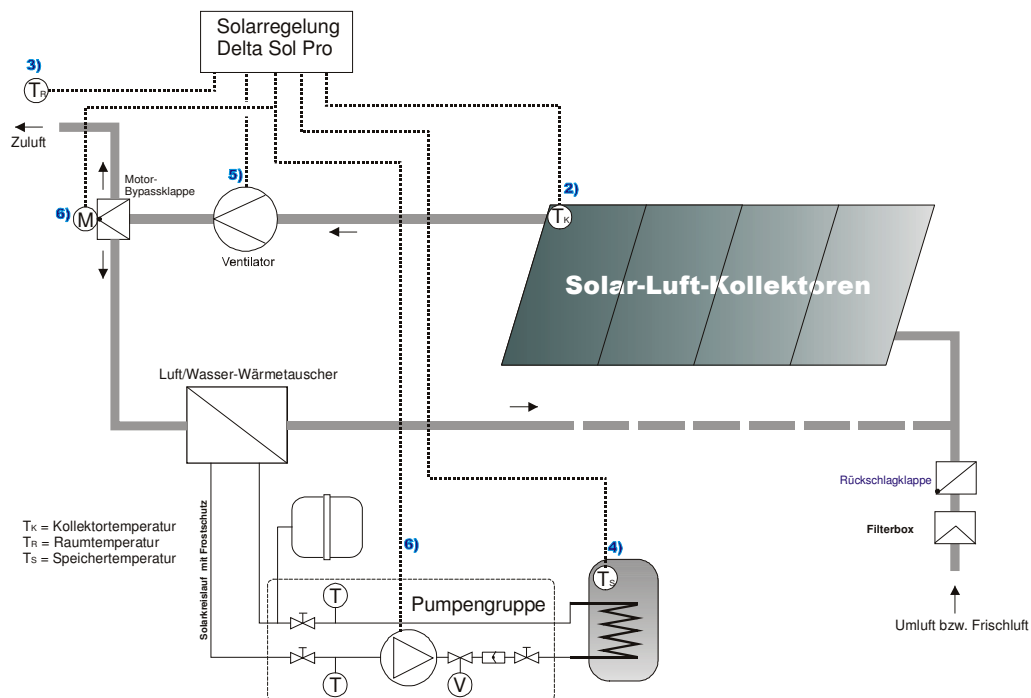 Solarregelung
Delta Sol Pro
3)
TR
Zuluft
Motor-
Bypassklappe
6)
M
5)
Ventilator
2)
TK
Solar-Luft-Kollektoren
Luft/Wasser-Wärmetauscher
Rückschlagklappe
Filterbox
Umluft bzw. Frischluft
TK = Kollektortemperatur
TR = Raumtemperatur
TS = Speichertemperatur
Solarkreislauf mit Frostschutz
6)
4)
TS
T
Pumpengruppe
T
V